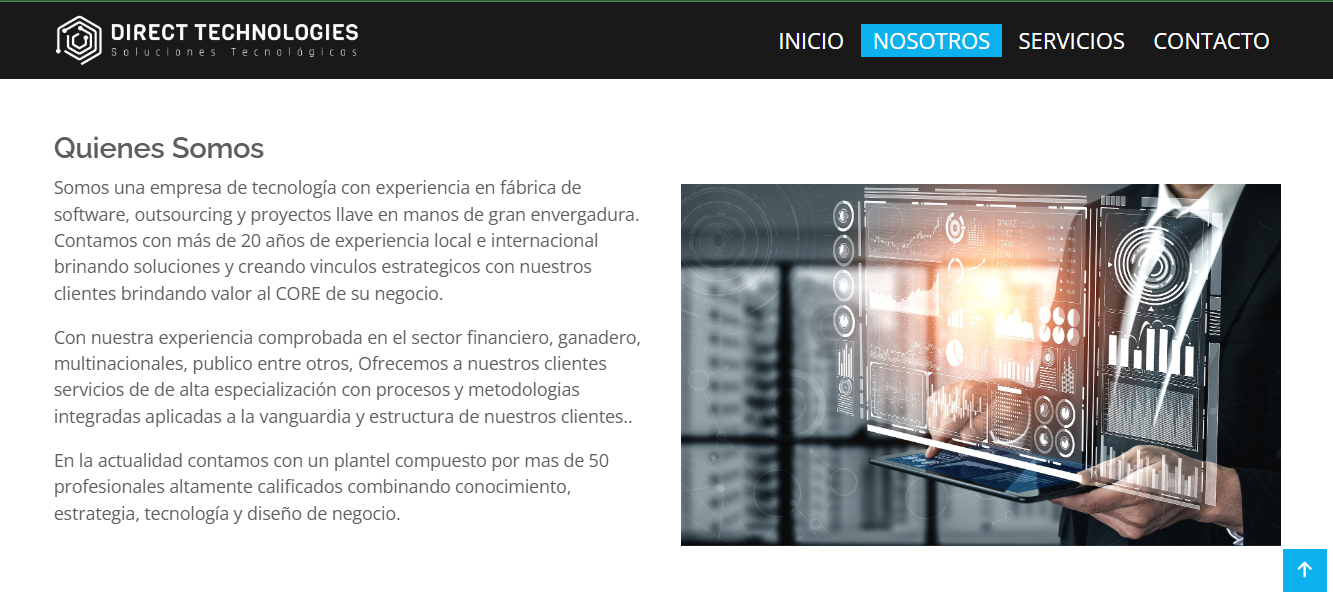 DIRECT TECHNOLOGIES
Soluciones Tecnológicos
INICIO NOSOTROS SERVICIOS CONTACTO
Quienes Somos
Somos una empresa de tecnología con experiencia en fábrica de
software, outsourcing y proyectos llave en manos de gran envergadura.
Contamos con más de 20 años de experiencia local e internacional
brinando soluciones y creando vinculos estrategicos con nuestros
clientes brindando valor al CORE de su negocio.
Con nuestra experiencia comprobada en el sector financiero, ganadero,
multinacionales, publico entre otros, Ofrecemos a nuestros clientes
servicios de de alta especialización con procesos y metodologias
integradas aplicadas a la vanguardia y estructura de nuestros clientes..
En la actualidad contamos con un plantel compuesto por mas de 50
profesionales altamente calificados combinando conocimiento,
estrategia, tecnología y diseño de negocio.